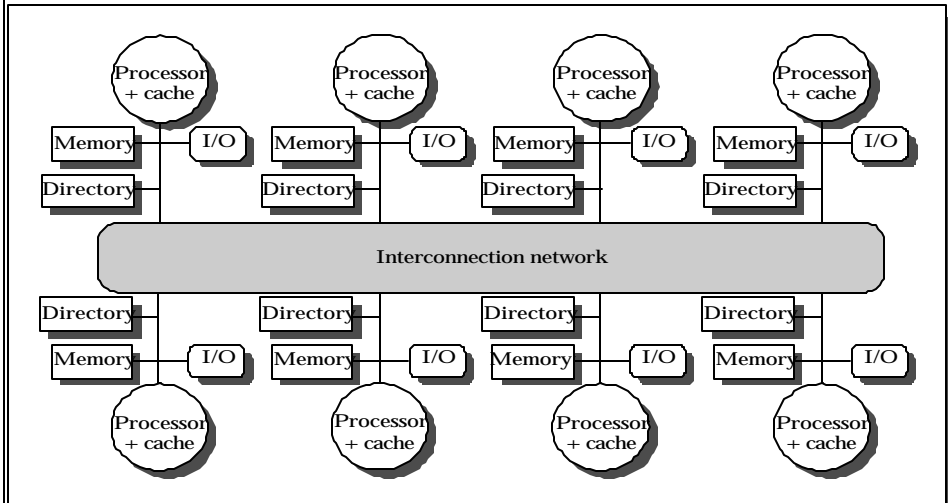 Processor Processor Processor Processor
+ cache + cache + cache + cache
Memory I/O Memory I/O Memory I/O Memory I/O
Directory Directory Directory Directory
Interconnection network
Directory Directory Directory Directory
Memory I/O Memory I/O Memory I/O Memory I/O
Processor Processor Processor Processor
+ cache + cache + cache + cache